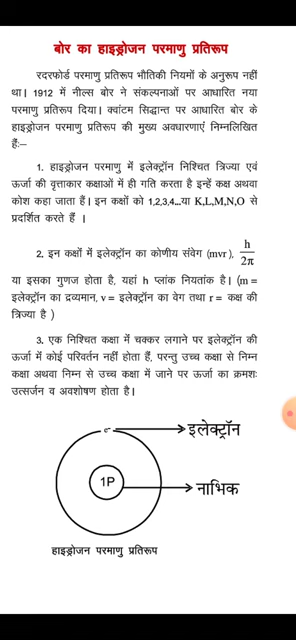 बोर का हाइड्रोजन परमाणु प्रतिरूप
रदरफोर्ड परमाणु प्रतिरूप भौतिकी नियमों के अनुरूप नहीं
था। 1912 में नील्स बोर ने संकल्पनाओं पर आधारित नया
परमाणु प्रतिरूप दिया। क्वांटम सिद्धान्त पर आधारित बोर के
हाइड्रोजन परमाणु प्रतिरूप की मुख्य अवधारणाएं निम्नलिखित
हैं:–
1. हाइड्रोजन परमाणु में इलेक्ट्रॉन निश्चित त्रिज्या एवं
ऊर्जा की वृत्ताकार कक्षाओं में ही गति करता है इन्हें कक्ष अथवा
कोश कहा जाता हैं। इन कक्षों को 1,2,3,4...या K,L,M,N,O से
प्रदर्शित करते हैं ।
2. इन कक्षों में इलेक्ट्रॉन का कोणीय संवेग (mvr), h/2π
या इसका गुणज होता है, यहां h प्लांक नियतांक है। (m =
इलेक्ट्रॉन का द्रव्यमान, v = इलेक्ट्रॉन का वेग तथा r = कक्ष की
त्रिज्या है )
3. एक निश्चित कक्षा में चक्कर लगाने पर इलेक्ट्रॉन की
ऊर्जा में कोई परिवर्तन नहीं होता हैं, परन्तु उच्च कक्षा से निम्न
कक्षा अथवा निम्न से उच्च कक्षा में जाने पर ऊर्जा का क्रमशः
उत्सर्जन व अवशोषण होता है।
e⁻ इलेक्ट्रॉन
1P नाभिक
हाइड्रोजन परमाणु प्रतिरूप